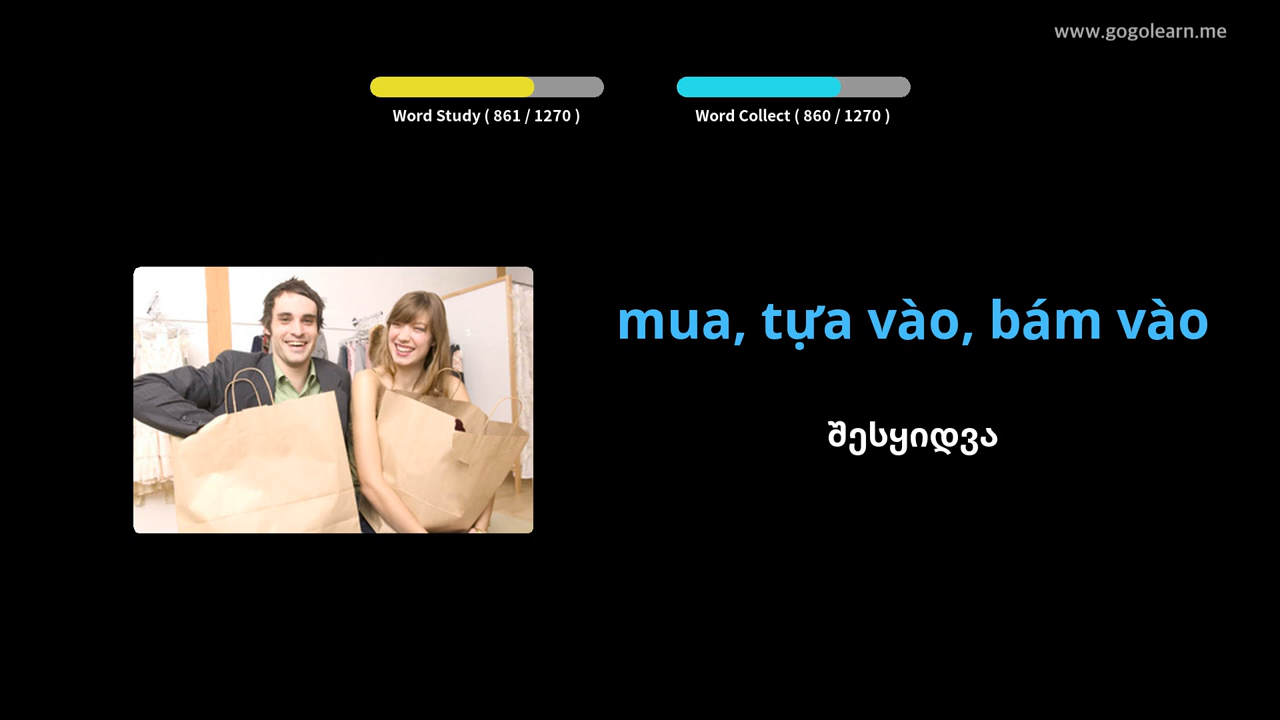 www.gogolearn.me
Word Study ( 861 / 1270 )
Word Collect ( 860 / 1270 )
mua, tựa vào, bám vào
შესყიდვა